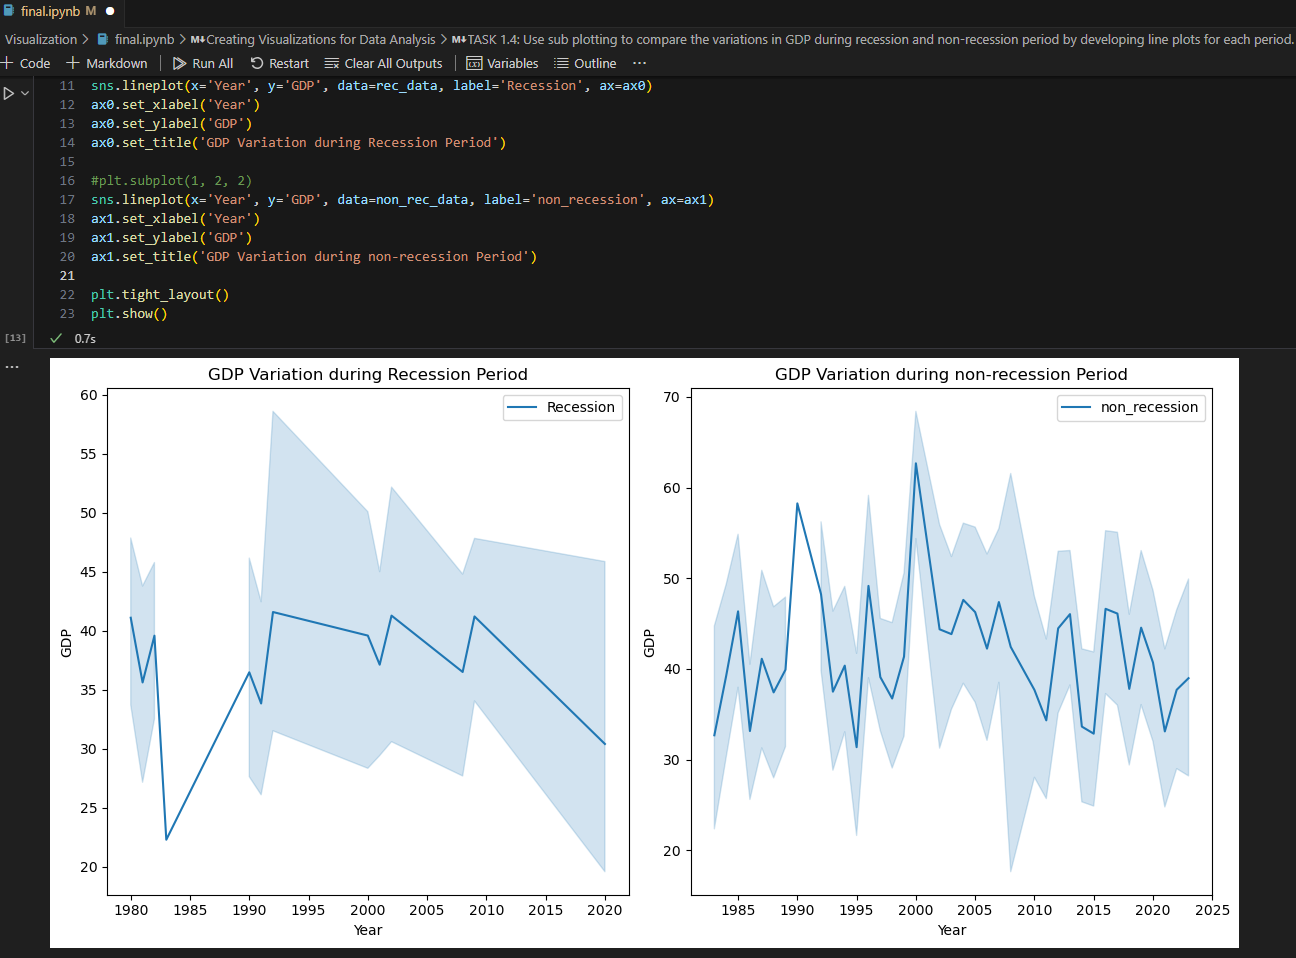 final.ipynb M
Visualization > final.ipynb > M↓Creating Visualizations for Data Analysis > M↓TASK 1.4: Use sub plotting to compare the variations in GDP during recession and non-recession period by developing line plots for each period.
+ Code + Markdown | Run All Restart Clear All Outputs | Variables Outline ...
11 sns.lineplot(x='Year', y='GDP', data=rec_data, label='Recession', ax=ax0)
12 ax0.set_xlabel('Year')
13 ax0.set_ylabel('GDP')
14 ax0.set_title('GDP Variation during Recession Period')
15
16 #plt.subplot(1, 2, 2)
17 sns.lineplot(x='Year', y='GDP', data=non_rec_data, label='non_recession', ax=ax1)
18 ax1.set_xlabel('Year')
19 ax1.set_ylabel('GDP')
20 ax1.set_title('GDP Variation during non-recession Period')
21
22 plt.tight_layout()
23 plt.show()
[13] ✓ 0.7s
...
GDP Variation during Recession Period
Recession
60
55
50
45
40
35
30
25
20
GDP
1980 1985 1990 1995 2000 2005 2010 2015 2020
Year
GDP Variation during non-recession Period
non_recession
70
60
50
40
30
20
GDP
1985 1990 1995 2000 2005 2010 2015 2020 2025
Year